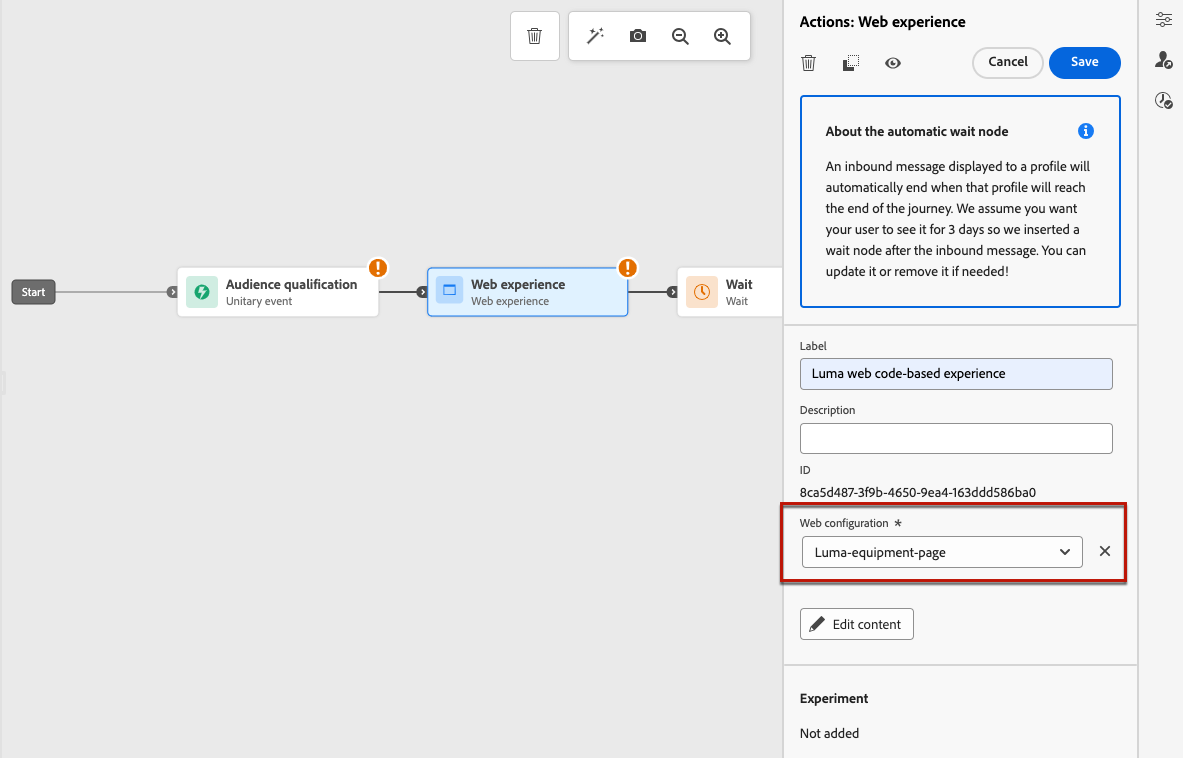 Actions: Web experience
Cancel
Save
About the automatic wait node
An inbound message displayed to a profile will
automatically end when that profile will reach
the end of the journey. We assume you want
your user to see it for 3 days so we inserted a
wait node after the inbound message. You can
update it or remove it if needed!
Start
Audience qualification
Unitary event
Web experience
Web experience
Wait
Wait
Label
Luma web code-based experience
Description
ID
8ca5d487-3f9b-4650-9ea4-163ddd586ba0
Web configuration *
Luma-equipment-page
Edit content
Experiment
Not added